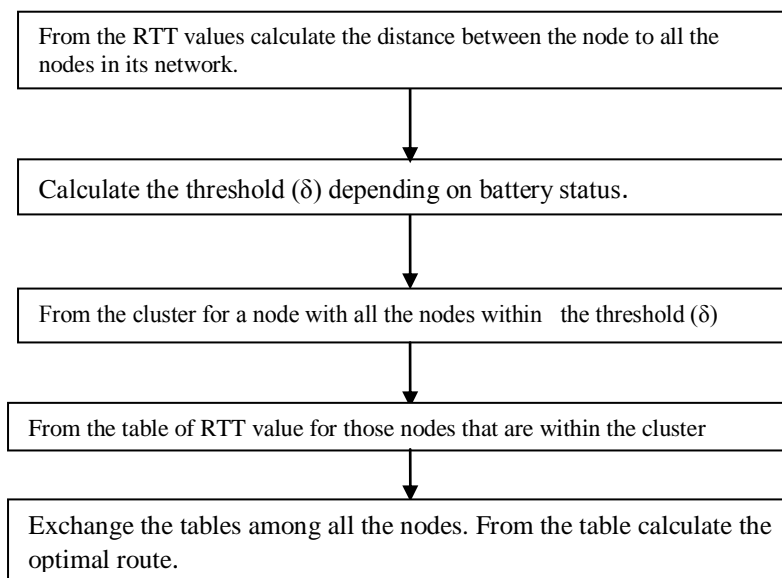 From the RTT values calculate the distance between the node to all the
nodes in its network.
Calculate the threshold (δ) depending on battery status.
From the cluster for a node with all the nodes within the threshold (δ)
From the table of RTT value for those nodes that are within the cluster
Exchange the tables among all the nodes. From the table calculate the
optimal route.